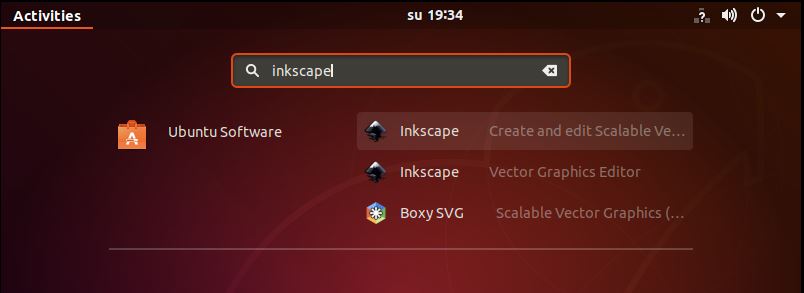 Activities su 19:34 ?
inkscape
Ubuntu Software Inkscape Create and edit Scalable Ve...
Inkscape Vector Graphics Editor
Boxy SVG Scalable Vector Graphics (...